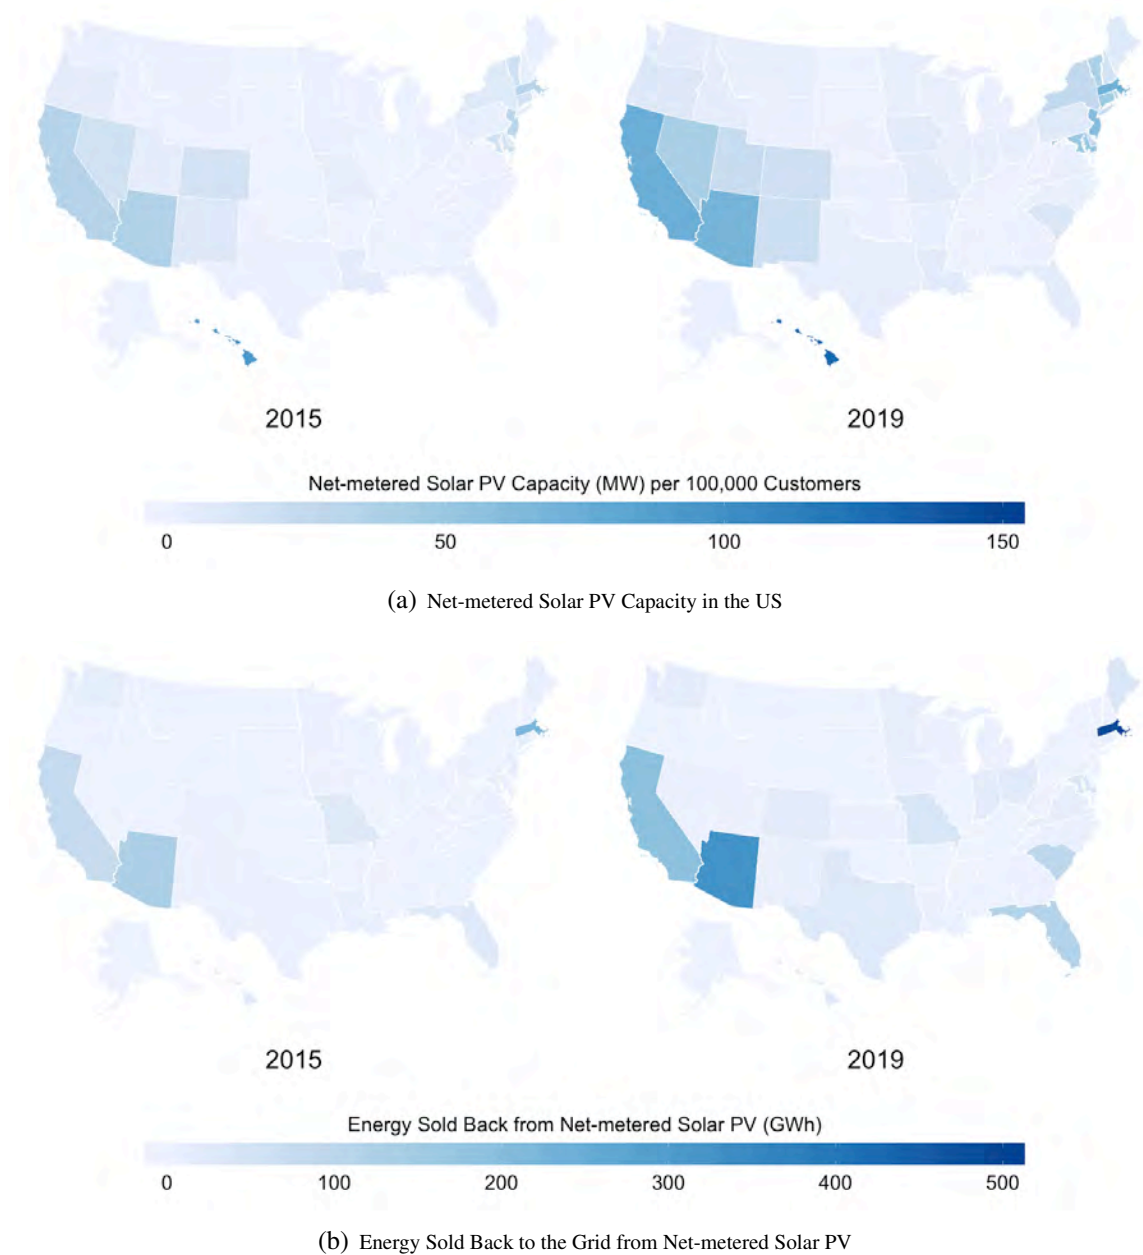 2015
2019
Net-metered Solar PV Capacity (MW) per 100,000 Customers
0 50 100 150
(a) Net-metered Solar PV Capacity in the US
2015
2019
Energy Sold Back from Net-metered Solar PV (GWh)
0 100 200 300 400 500
(b) Energy Sold Back to the Grid from Net-metered Solar PV